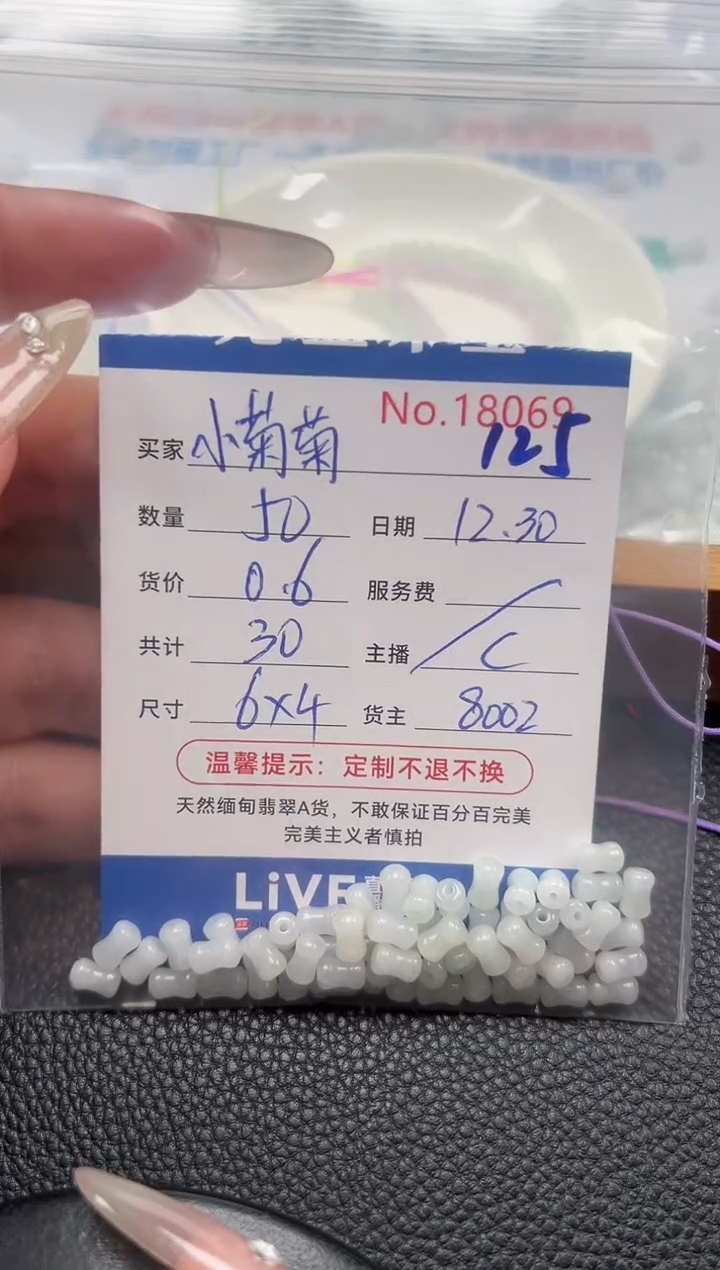 No.18069
买家 小菊菊 125
数量 50 日期 12.30
货价 0.6 服务费 /
共计 30 主播 C
尺寸 6×4 货主 8002
温馨提示：定制不退不换
天然缅甸翡翠A货，不敢保证百分百完美
完美主义者慎拍
LiVE